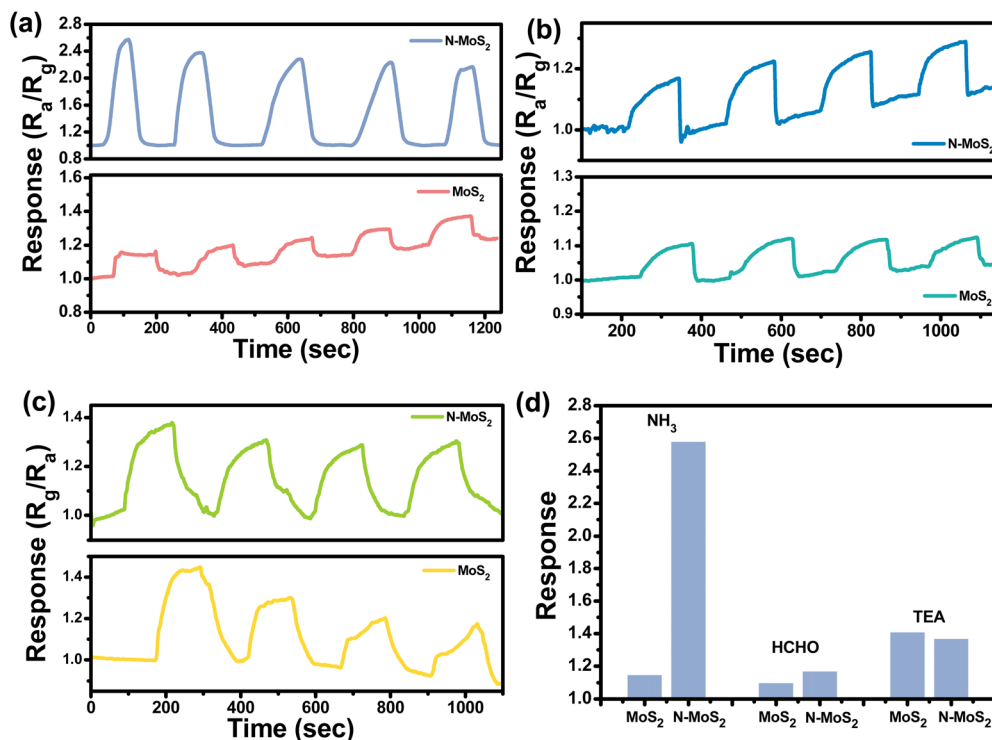 (a)
Response (Rₐ/R_g)
2.8
2.4
2.0
1.6
1.2
0.8
N-MoS₂
1.6
1.4
1.2
1.0
0.8
MoS₂
0 200 400 600 800 1000 1200
Time (sec)
(b)
Response (Rₐ/R_g)
1.2
1.0
N-MoS₂
1.3
1.2
1.1
1.0
0.9
MoS₂
200 400 600 800 1000
Time (sec)
(c)
Response (R_g/Rₐ)
1.4
1.2
1.0
N-MoS₂
1.4
1.2
1.0
MoS₂
0 200 400 600 800 1000
Time (sec)
(d)
Response
2.8
2.6
2.4
2.2
2.0
1.8
1.6
1.4
1.2
1.0
NH₃
HCHO
TEA
MoS₂ N-MoS₂ MoS₂ N-MoS₂ MoS₂ N-MoS₂